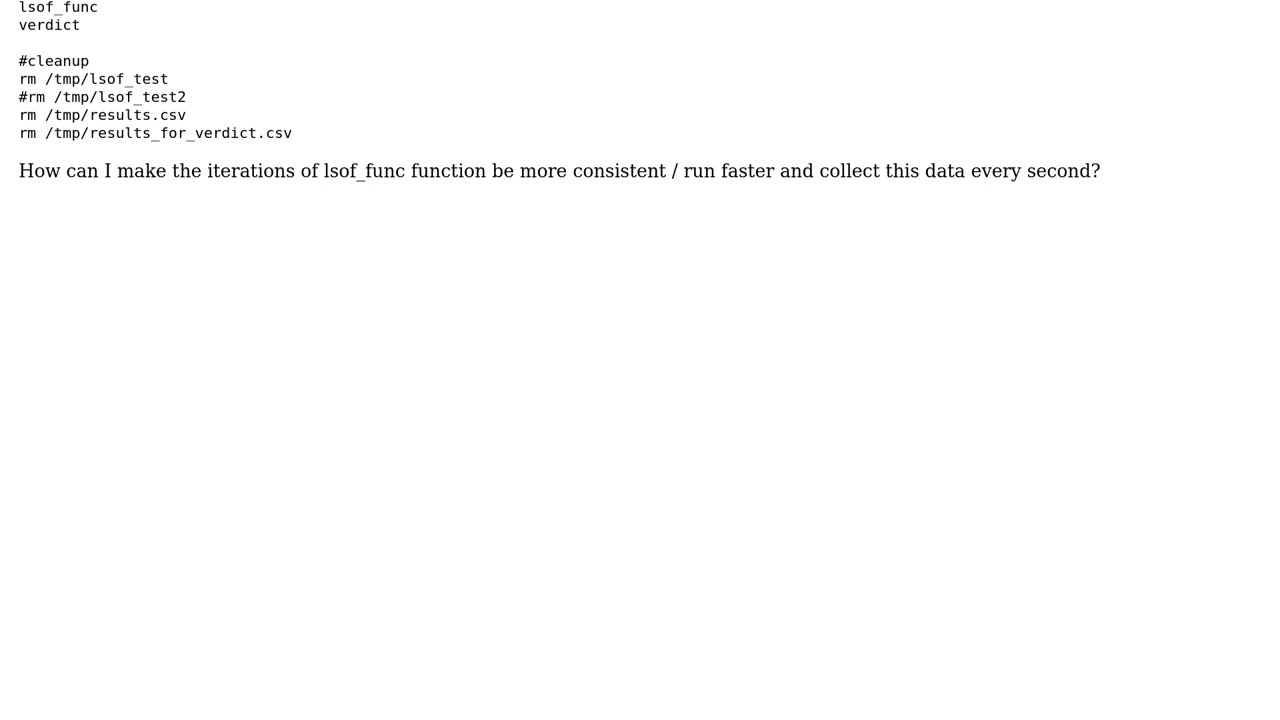 lsof_func
verdict
#cleanup
rm /tmp/lsof_test
#rm /tmp/lsof_test2
rm /tmp/results.csv
rm /tmp/results_for_verdict.csv
How can I make the iterations of lsof_func function be more consistent / run faster and collect this data every second?